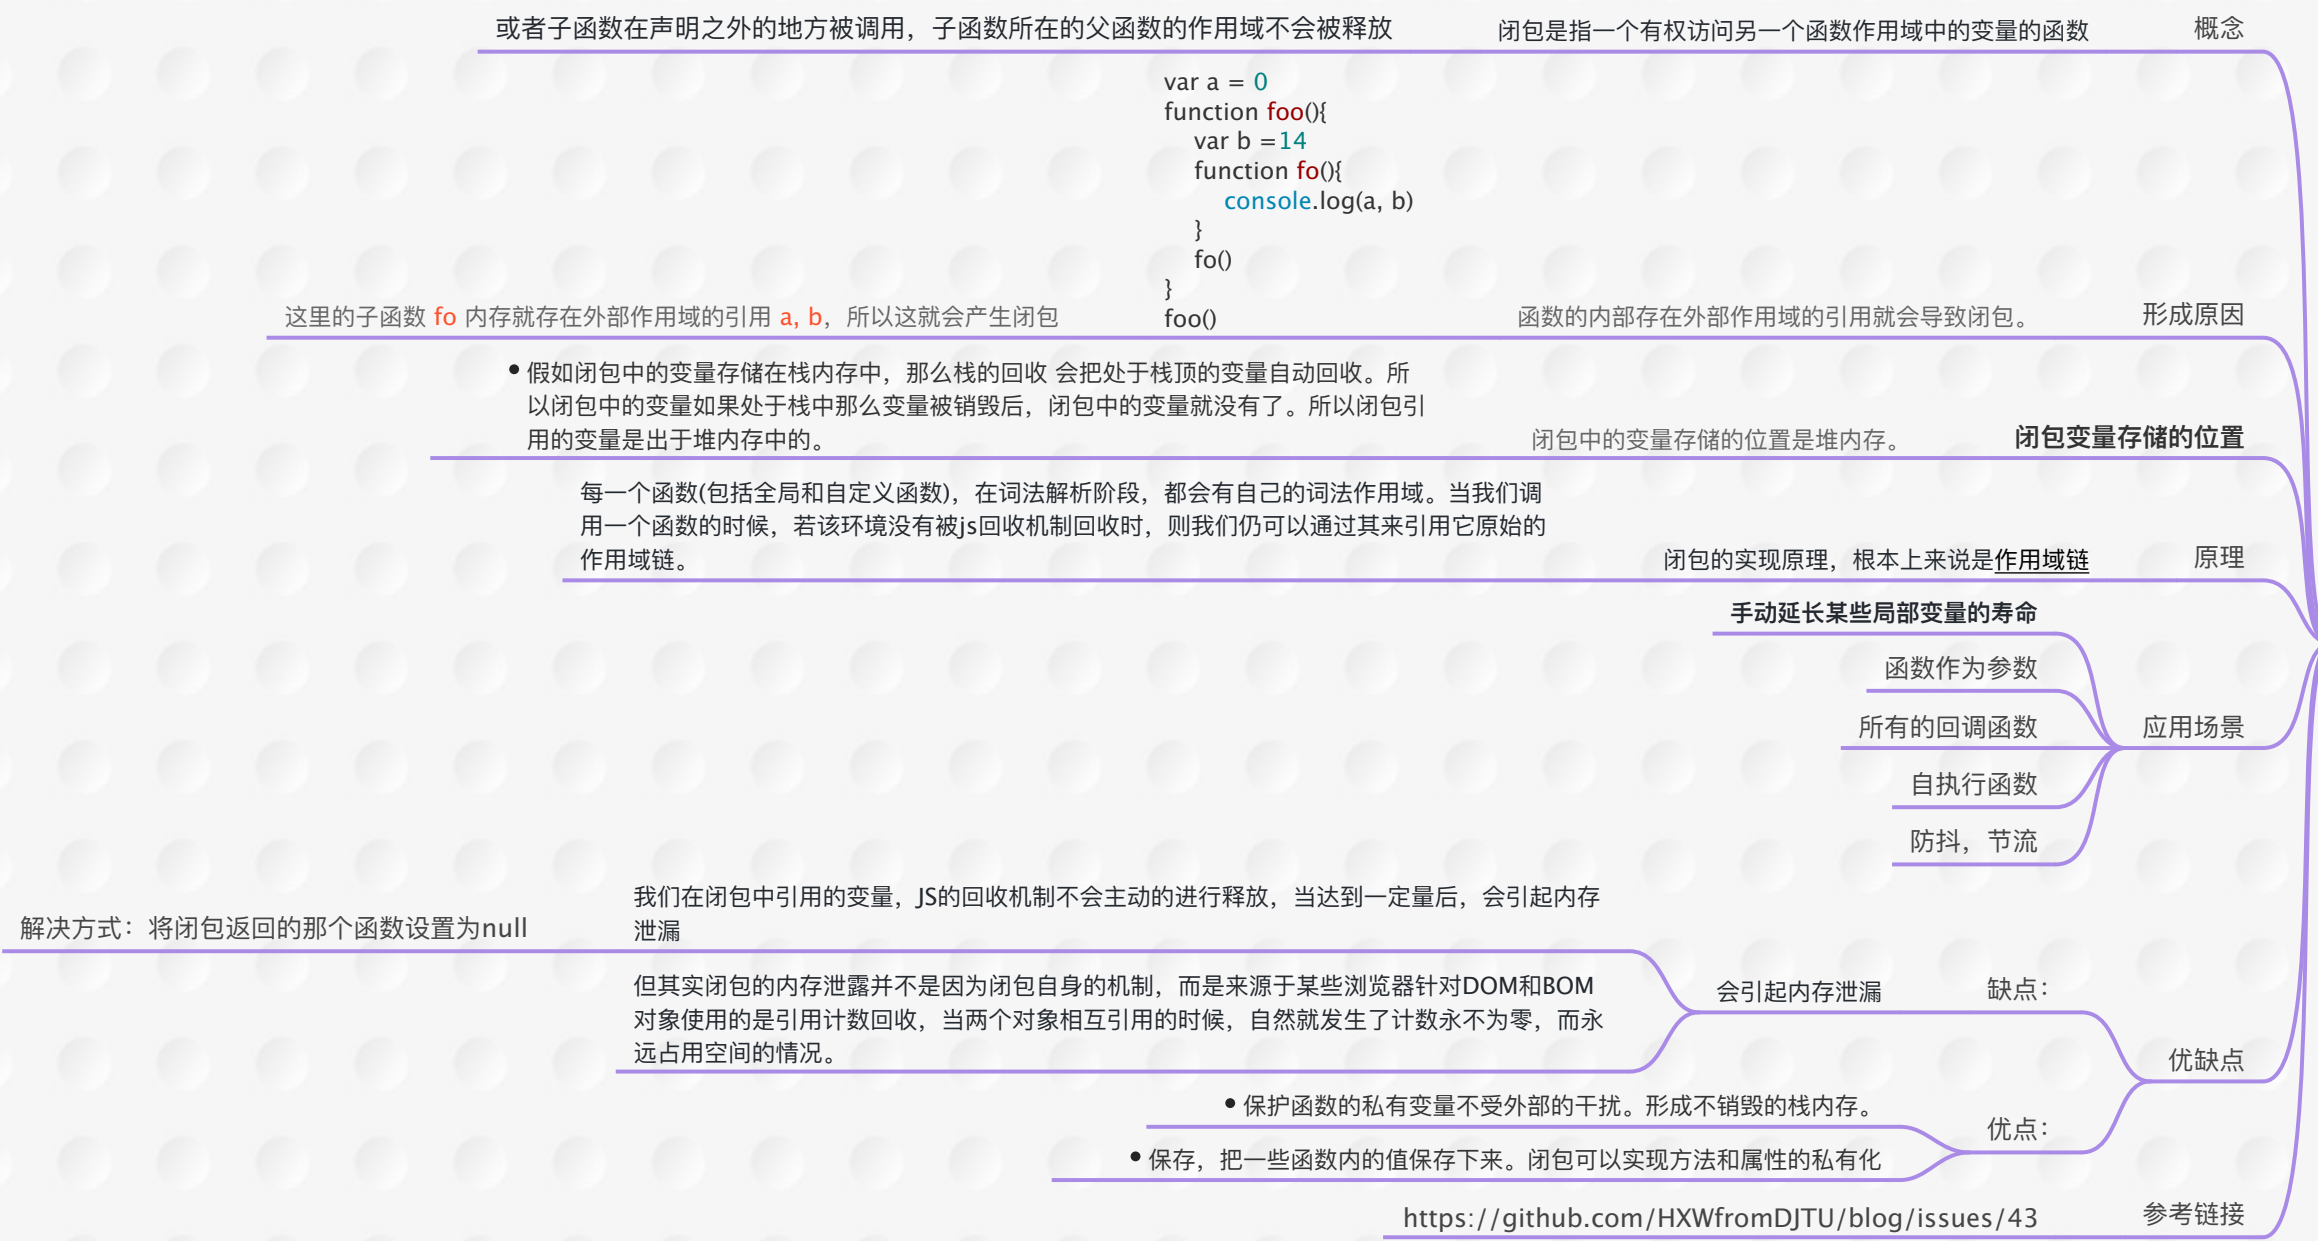 概念
闭包是指一个有权访问另一个函数作用域中的变量的函数
或者子函数在声明之外的地方被调用，子函数所在的父函数的作用域不会被释放
形成原因
函数的内部存在外部作用域的引用就会导致闭包。
var a = 0
function foo(){
var b =14
function fo(){
console.log(a, b)
}
fo()
}
foo()
这里的子函数 fo 内存就存在外部作用域的引用 a, b，所以这就会产生闭包
闭包变量存储的位置
闭包中的变量存储的位置是堆内存。
• 假如闭包中的变量存储在栈内存中，那么栈的回收 会把处于栈顶的变量自动回收。所
以闭包中的变量如果处于栈中那么变量被销毁后，闭包中的变量就没有了。所以闭包引
用的变量是出于堆内存中的。
原理
闭包的实现原理，根本上来说是作用域链
每一个函数(包括全局和自定义函数)，在词法解析阶段，都会有自己的词法作用域。当我们调
用一个函数的时候，若该环境没有被js回收机制回收时，则我们仍可以通过其来引用它原始的
作用域链。
应用场景
手动延长某些局部变量的寿命
函数作为参数
所有的回调函数
自执行函数
防抖，节流
优缺点
缺点：
会引起内存泄漏
我们在闭包中引用的变量，JS的回收机制不会主动的进行释放，当达到一定量后，会引起内存
泄漏
解决方式：将闭包返回的那个函数设置为null
但其实闭包的内存泄露并不是因为闭包自身的机制，而是来源于某些浏览器针对DOM和BOM
对象使用的是引用计数回收，当两个对象相互引用的时候，自然就发生了计数永不为零，而永
远占用空间的情况。
优点：
• 保护函数的私有变量不受外部的干扰。形成不销毁的栈内存。
• 保存，把一些函数内的值保存下来。闭包可以实现方法和属性的私有化
参考链接
https://github.com/HXWfromDJTU/blog/issues/43